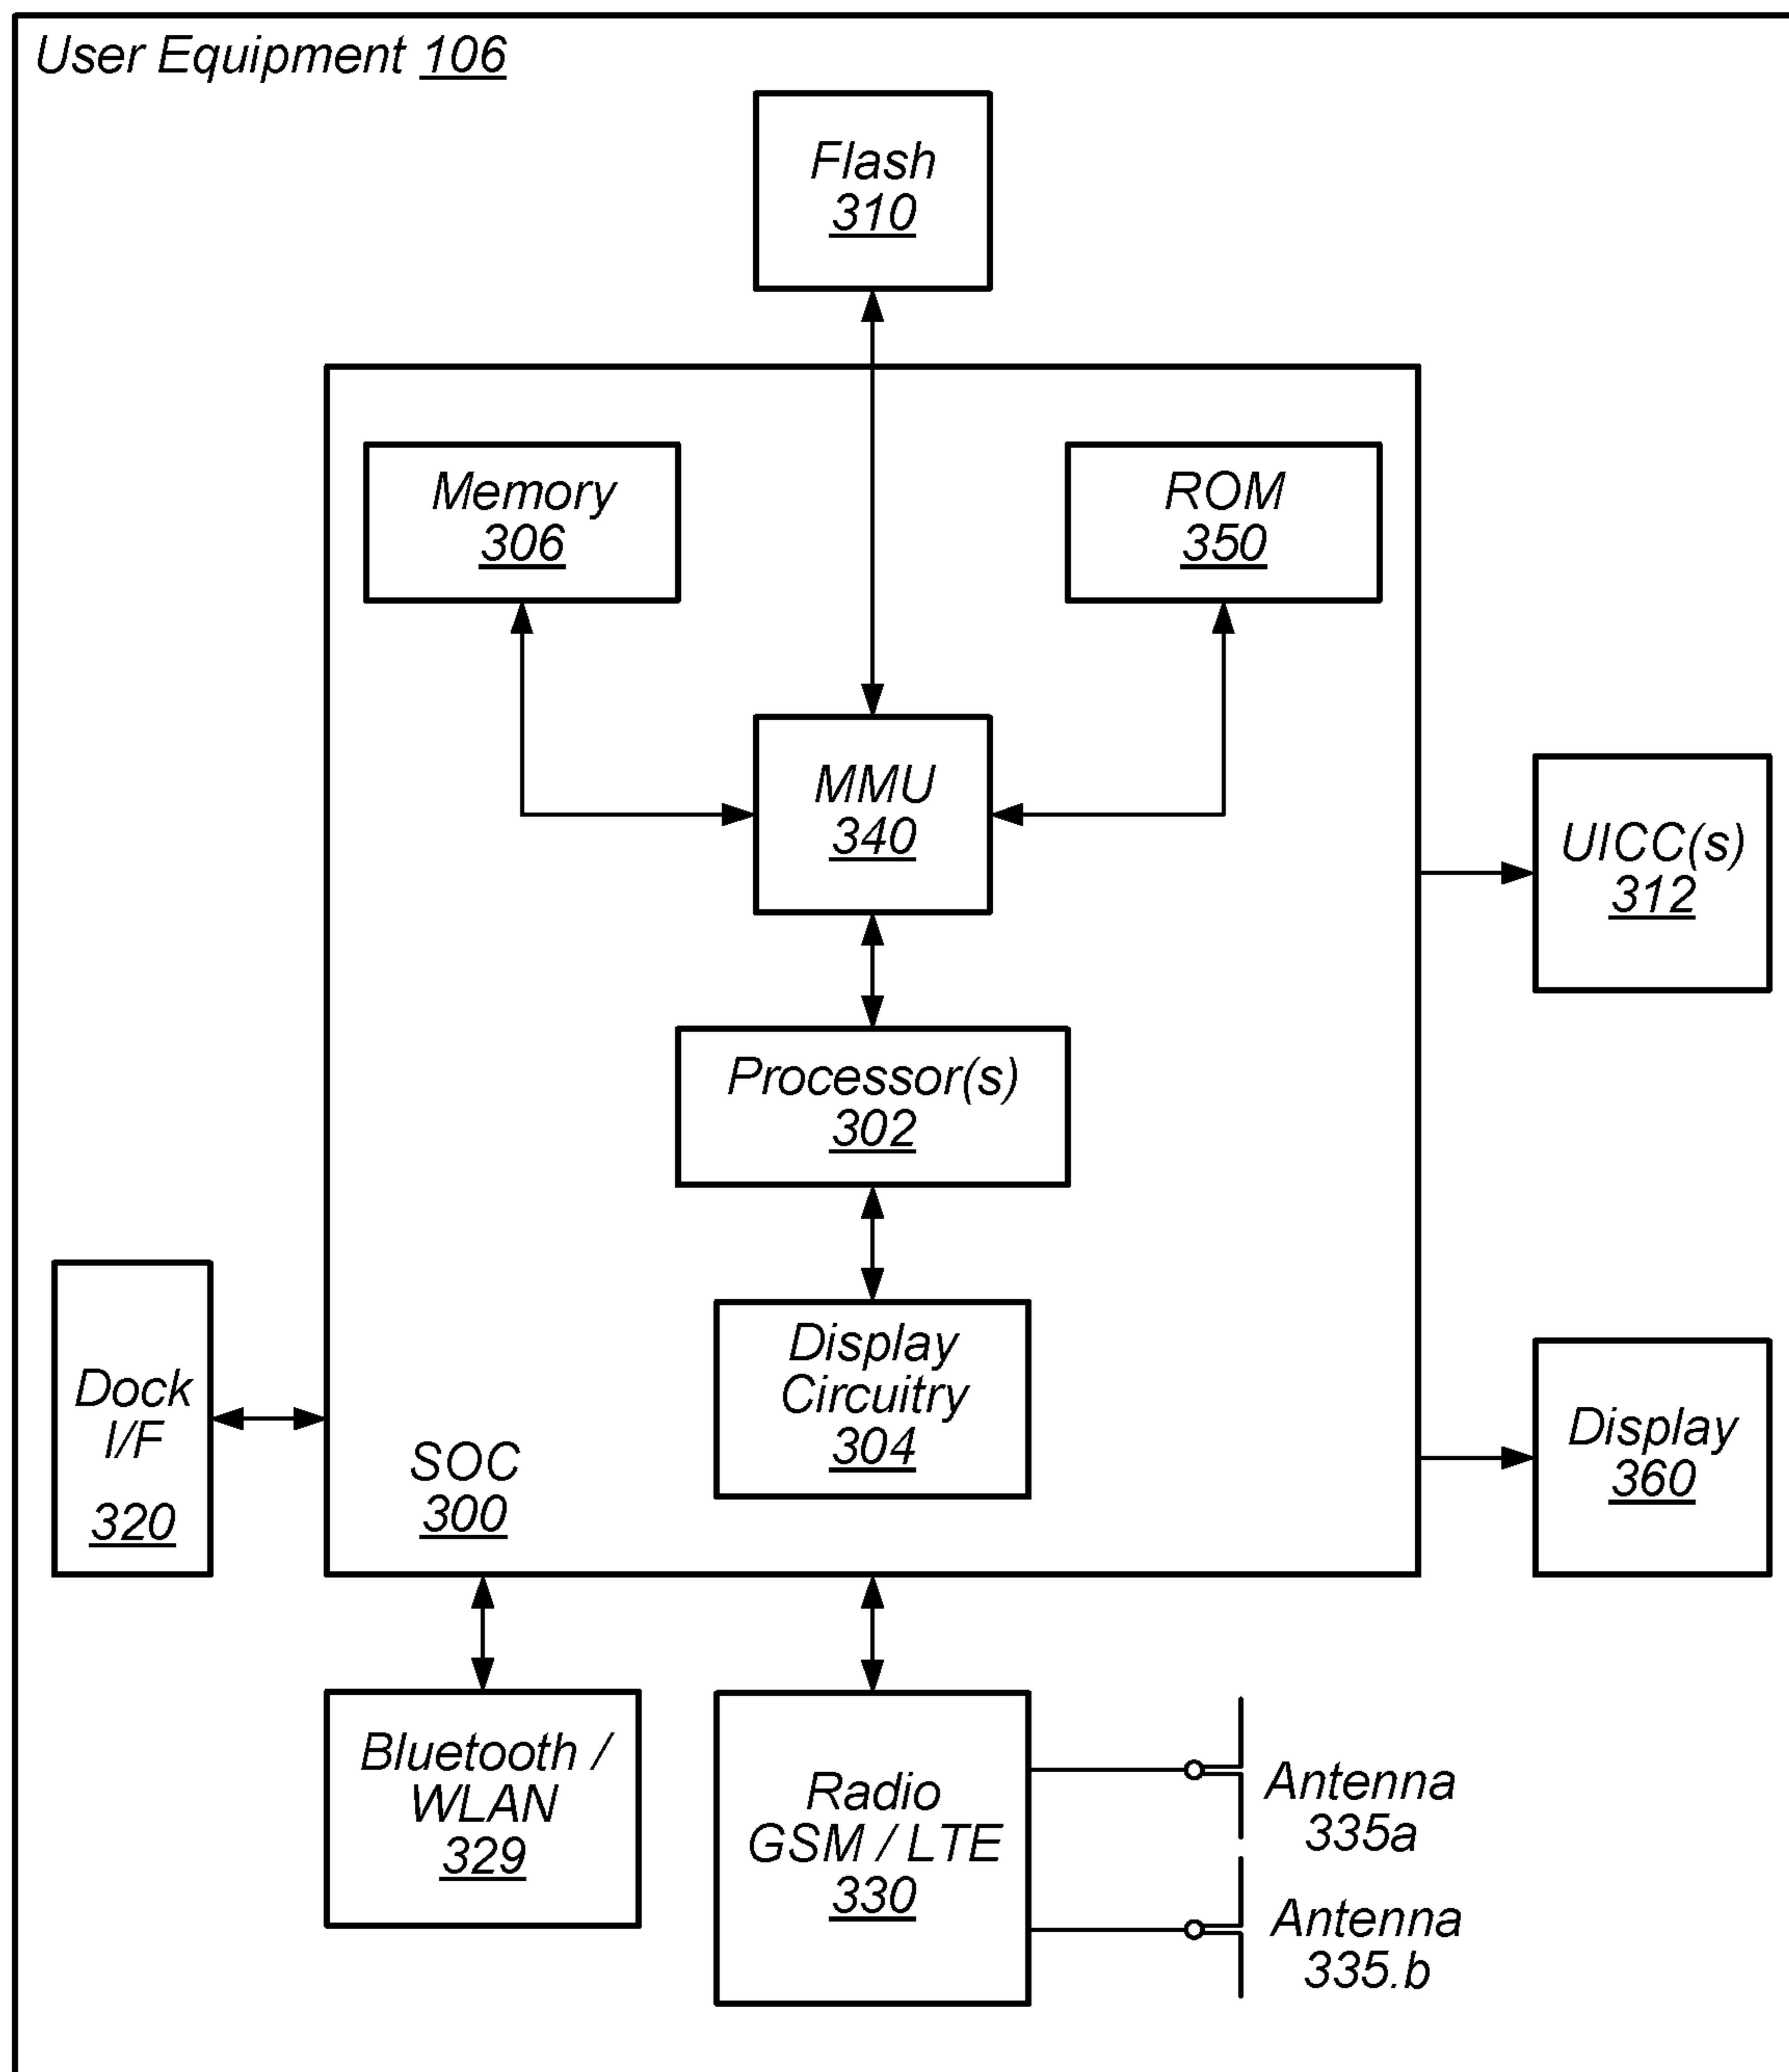 User Equipment 106
Flash
310
Memory
306
ROM
350
MMU
340
UICC(s)
312
Processor(s)
302
Display
Circuitry
304
Dock
I/F
320
SOC
300
Display
360
Bluetooth /
WLAN
329
Radio
GSM / LTE
330
Antenna
335a
Antenna
335.b